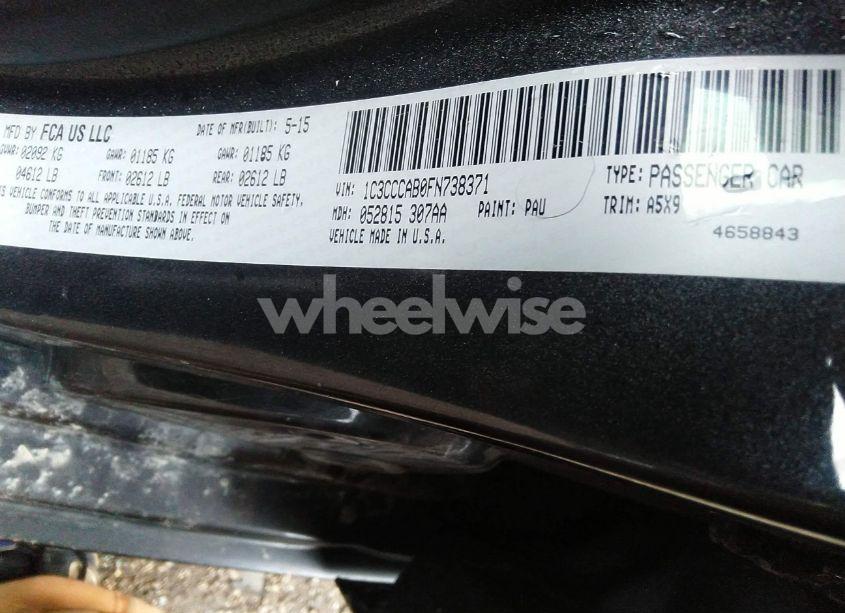 MFD BY FCA US LLC DATE OF MFR(BUILT): 5-15
GVWR: 02092 KG GAWR: 01185 KG GAWR: 01185 KG
04612 LB FRONT: 02612 LB REAR: 02612 LB
VEHICLE CONFORMS TO ALL APPLICABLE U.S.A. FEDERAL MOTOR VEHICLE SAFETY,
BUMPER AND THEFT PREVENTION STANDARDS IN EFFECT ON
THE DATE OF MANUFACTURE SHOWN ABOVE.
VIN: 1C3CCCAB0FN738371 TYPE: PASSENGER CAR
MDH: 052815 307AA PAINT: PAU TRIM: A5X9
VEHICLE MADE IN U.S.A. 4658843
wheelwise